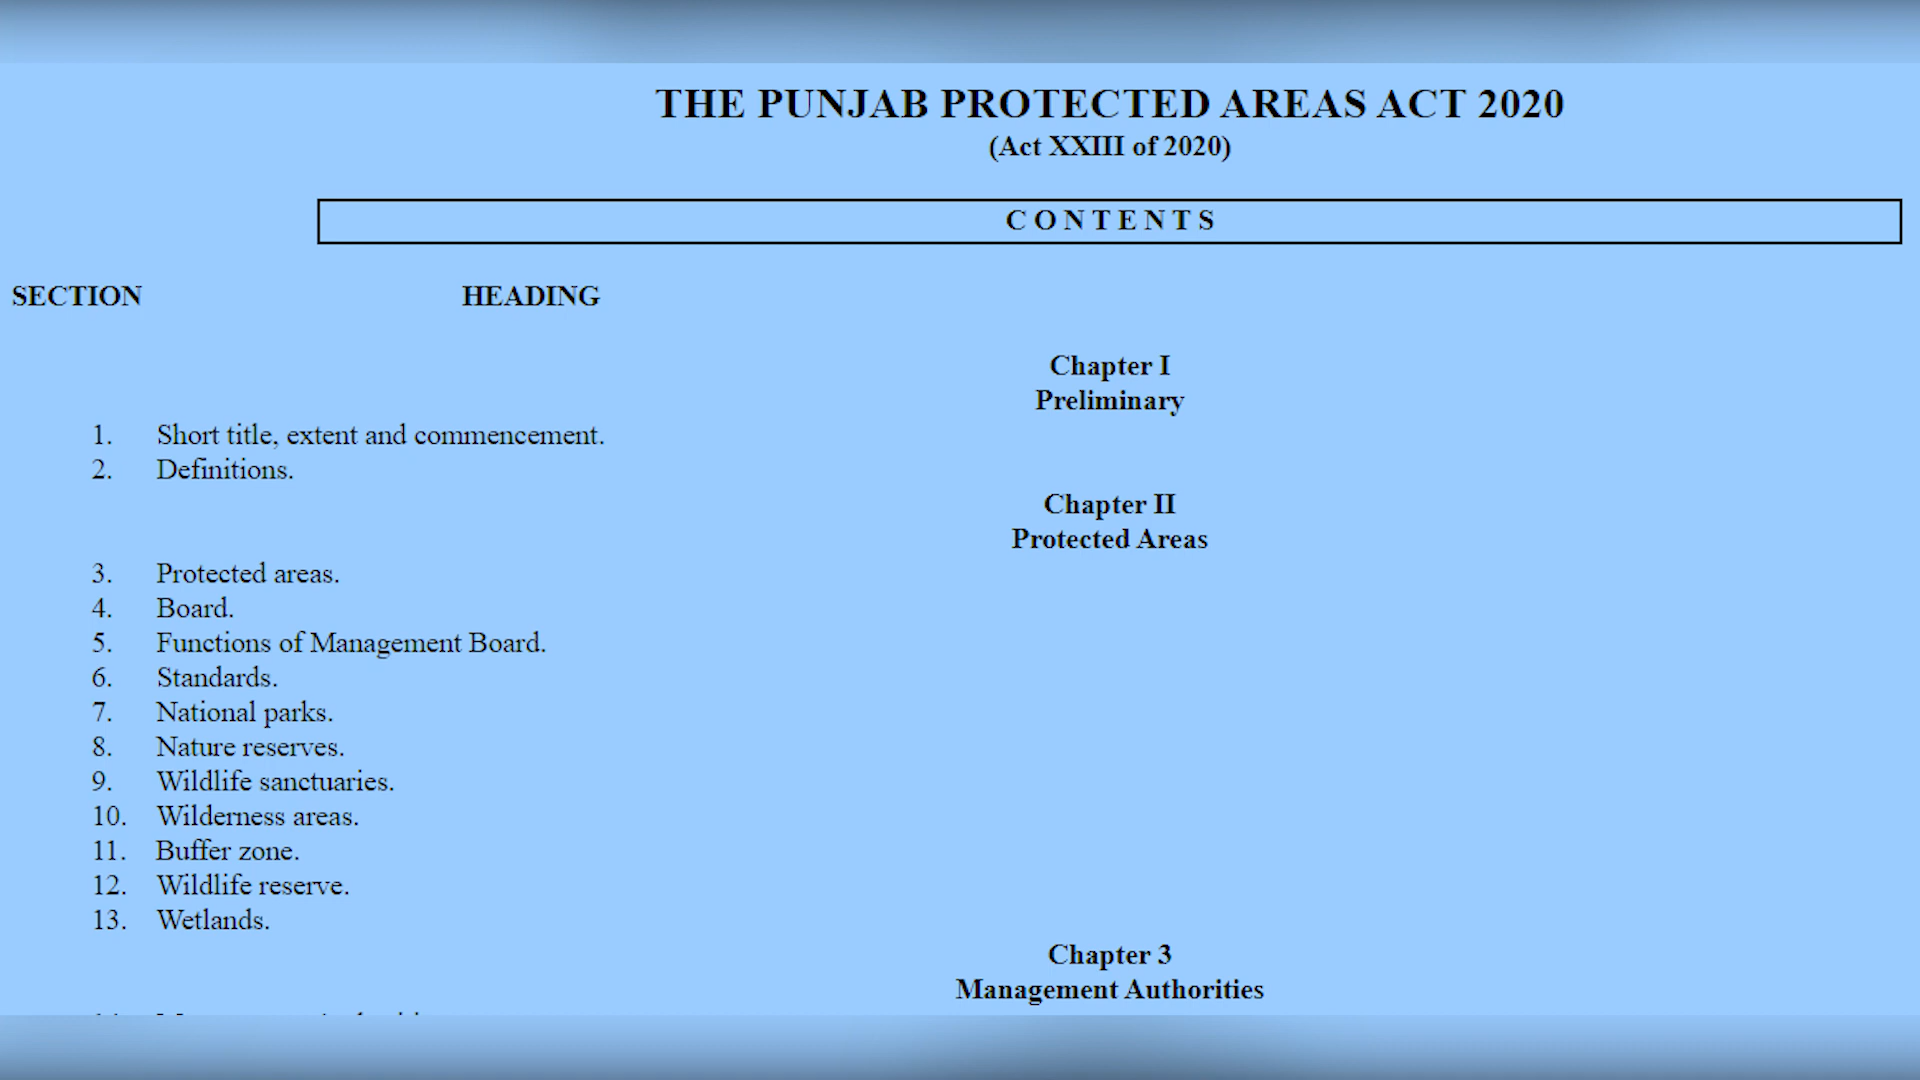 THE PUNJAB PROTECTED AREAS ACT 2020
(Act XXIII of 2020)
CONTENTS
SECTION HEADING
Chapter I
Preliminary
1. Short title, extent and commencement.
2. Definitions.
Chapter II
Protected Areas
3. Protected areas.
4. Board.
5. Functions of Management Board.
6. Standards.
7. National parks.
8. Nature reserves.
9. Wildlife sanctuaries.
10. Wilderness areas.
11. Buffer zone.
12. Wildlife reserve.
13. Wetlands.
Chapter 3
Management Authorities